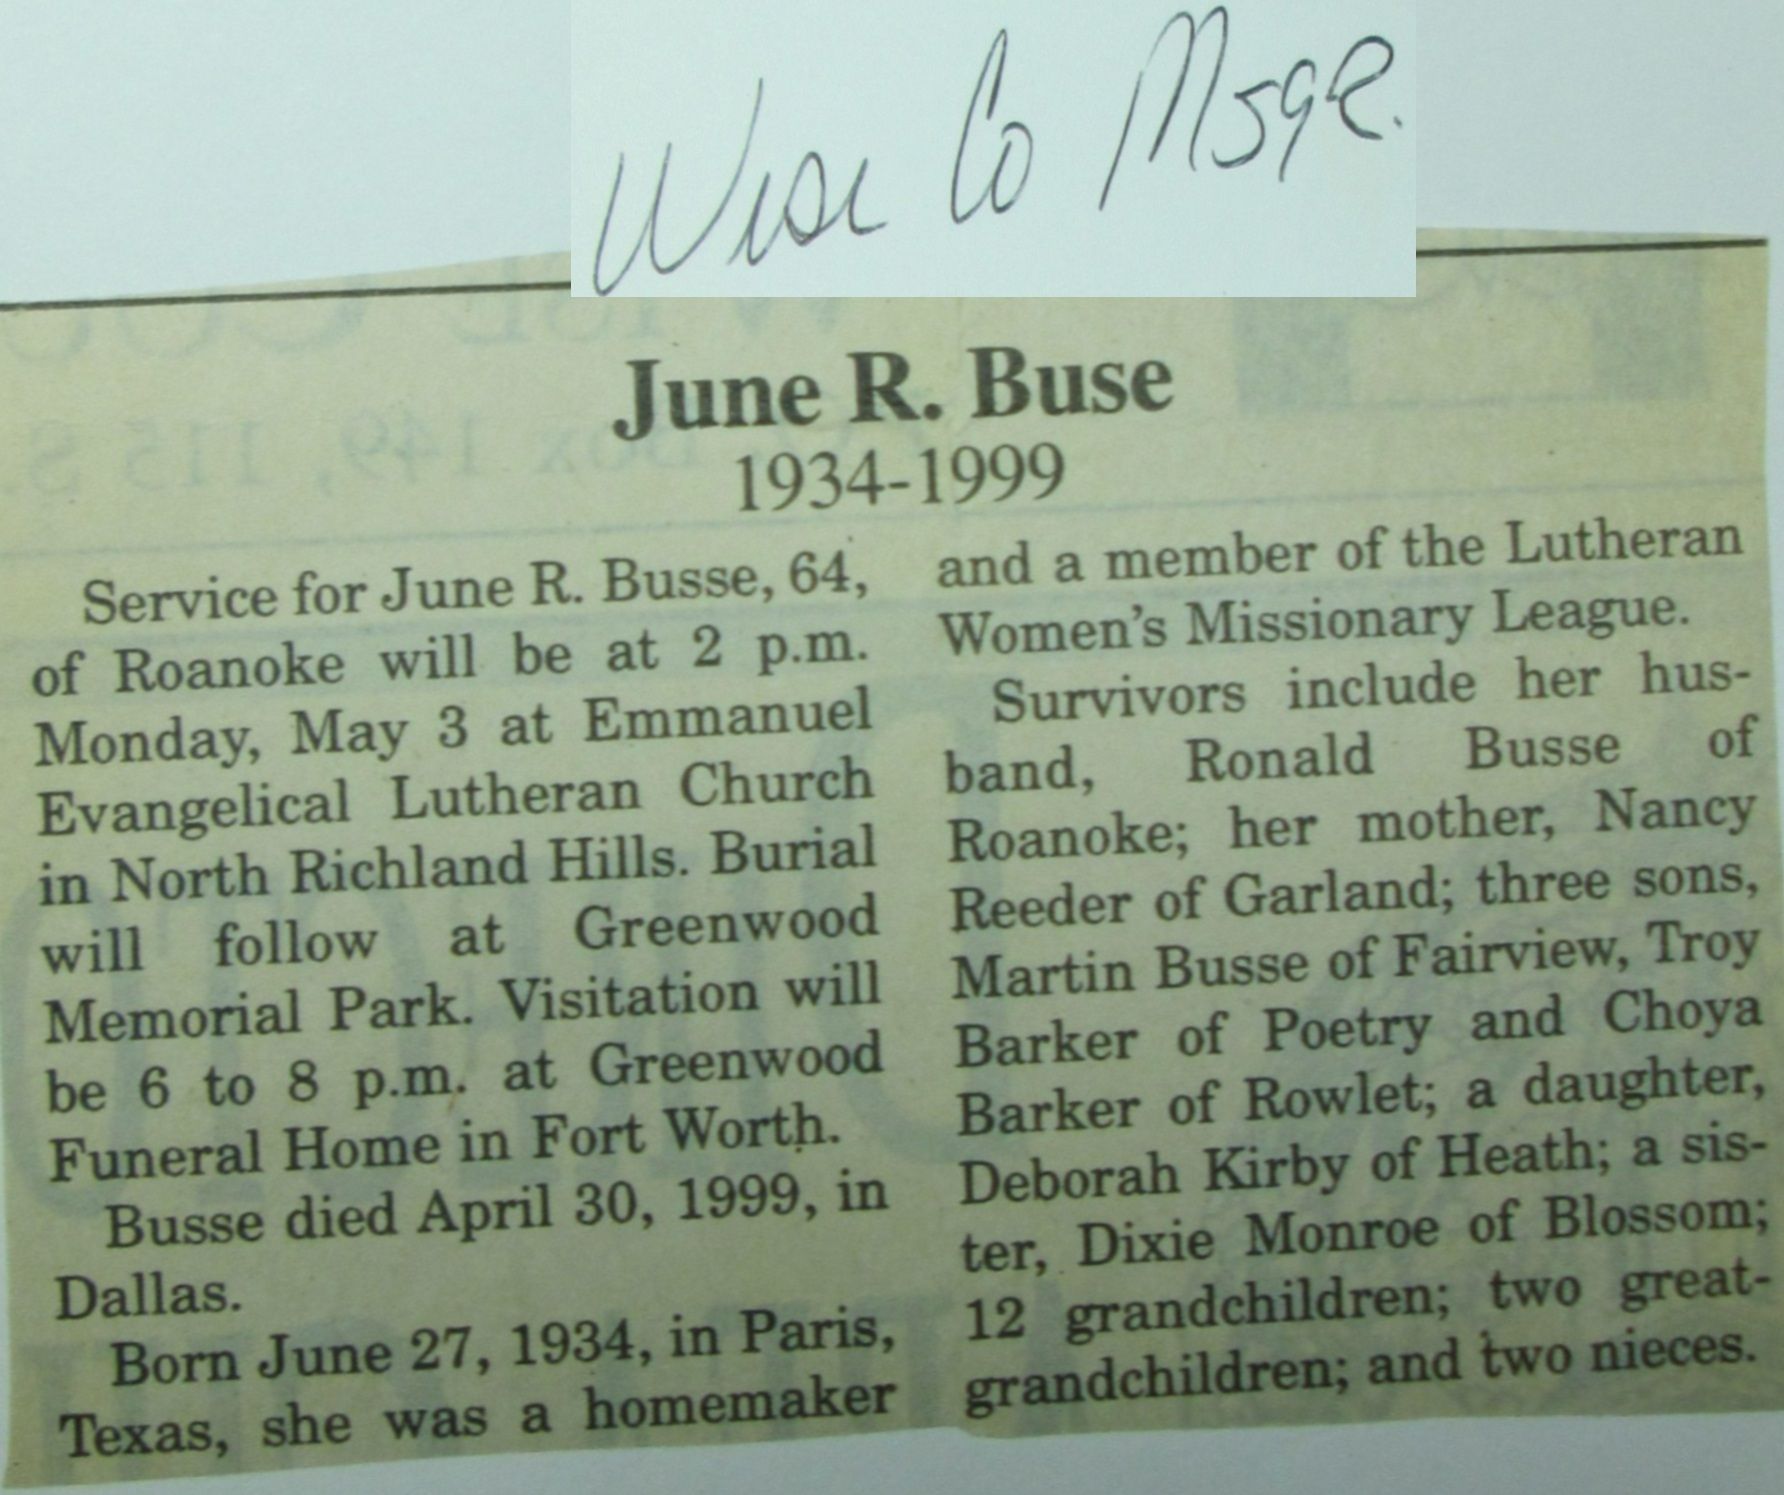 Wise Co Msgr.
June R. Buse
1934-1999
Service for June R. Busse, 64,
of Roanoke will be at 2 p.m.
Monday, May 3 at Emmanuel
Evangelical Lutheran Church
in North Richland Hills. Burial
will follow at Greenwood
Memorial Park. Visitation will
be 6 to 8 p.m. at Greenwood
Funeral Home in Fort Worth.
Busse died April 30, 1999, in
Dallas.
Born June 27, 1934, in Paris,
Texas, she was a homemaker
and a member of the Lutheran
Women's Missionary League.
Survivors include her hus-
band, Ronald Busse of
Roanoke; her mother, Nancy
Reeder of Garland; three sons,
Martin Busse of Fairview, Troy
Barker of Poetry and Choya
Barker of Rowlet; a daughter,
Deborah Kirby of Heath; a sis-
ter, Dixie Monroe of Blossom;
12 grandchildren; two great-
grandchildren; and two nieces.